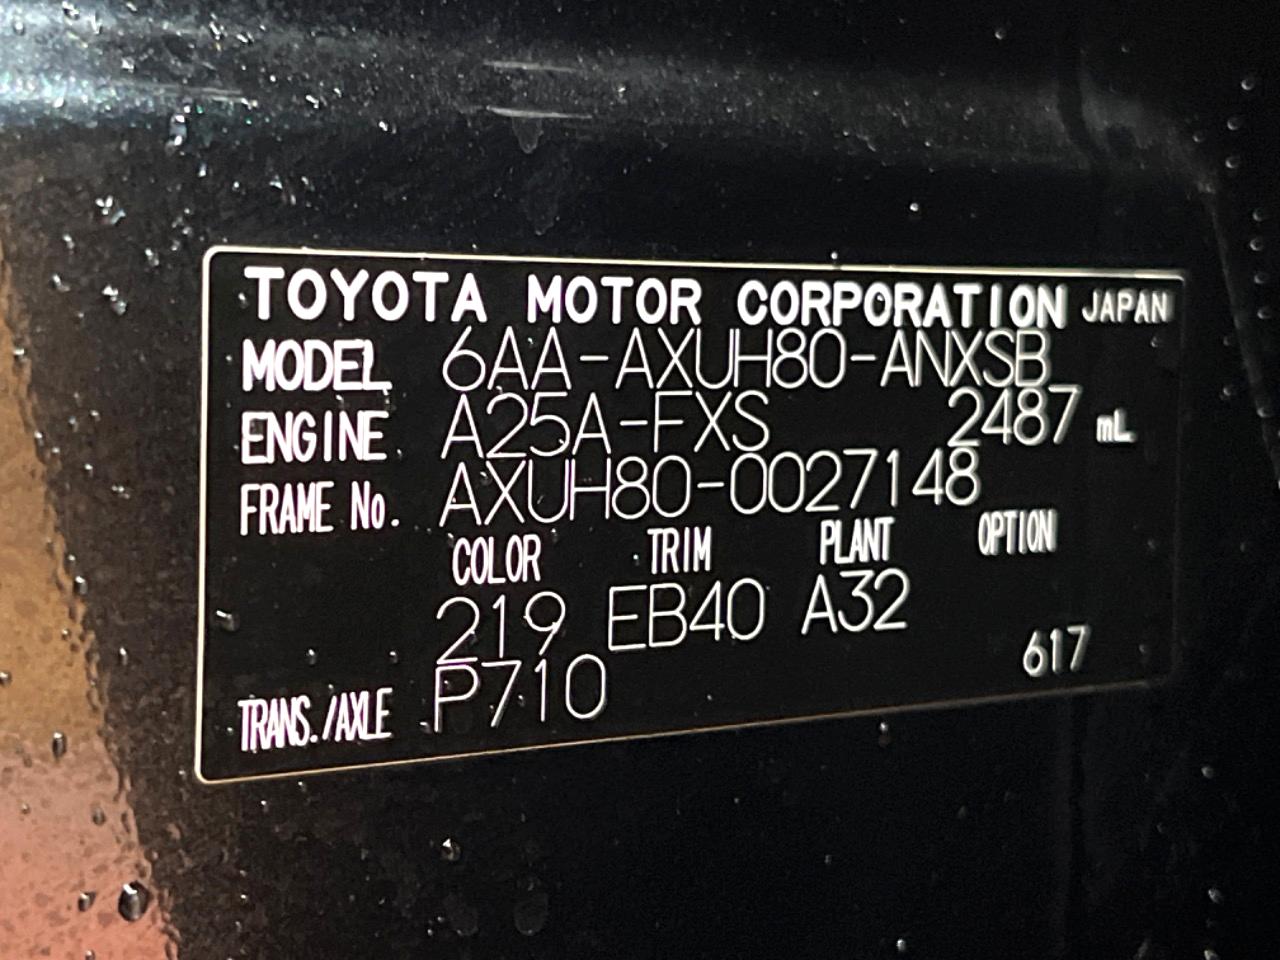 TOYOTA MOTOR CORPORATION JAPAN
MODEL 6AA-AXUH80-ANXSB
ENGINE A25A-FXS 2487 mL
FRAME No. AXUH80-0027148
COLOR TRIM PLANT OPTION
219 EB40 A32
617
TRANS./AXLE P710